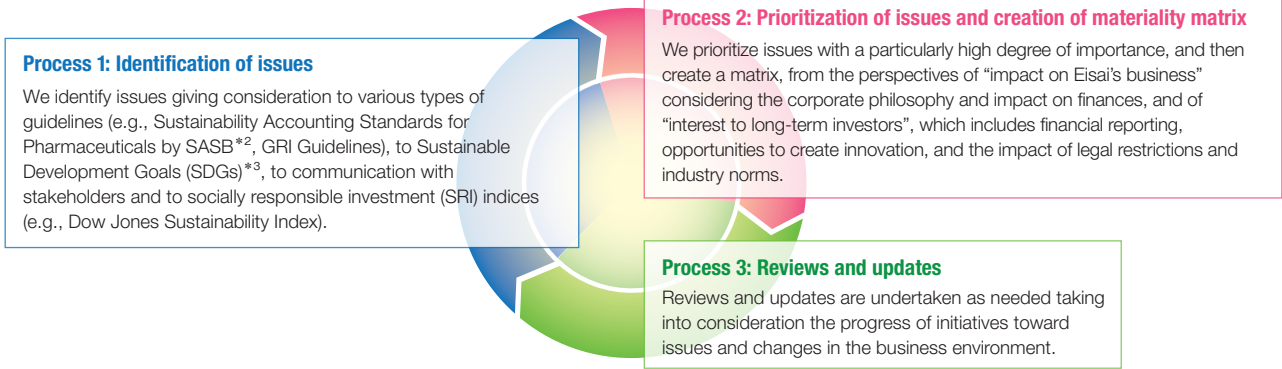 Process 1: Identification of issues
We identify issues giving consideration to various types of
guidelines (e.g., Sustainability Accounting Standards for
Pharmaceuticals by SASB*2, GRI Guidelines), to Sustainable
Development Goals (SDGs)*3, to communication with
stakeholders and to socially responsible investment (SRI) indices
(e.g., Dow Jones Sustainability Index).
Process 2: Prioritization of issues and creation of materiality matrix
We prioritize issues with a particularly high degree of importance, and then
create a matrix, from the perspectives of “impact on Eisai’s business”
considering the corporate philosophy and impact on finances, and of
“interest to long-term investors”, which includes financial reporting,
opportunities to create innovation, and the impact of legal restrictions and
industry norms.
Process 3: Reviews and updates
Reviews and updates are undertaken as needed taking
into consideration the progress of initiatives toward
issues and changes in the business environment.